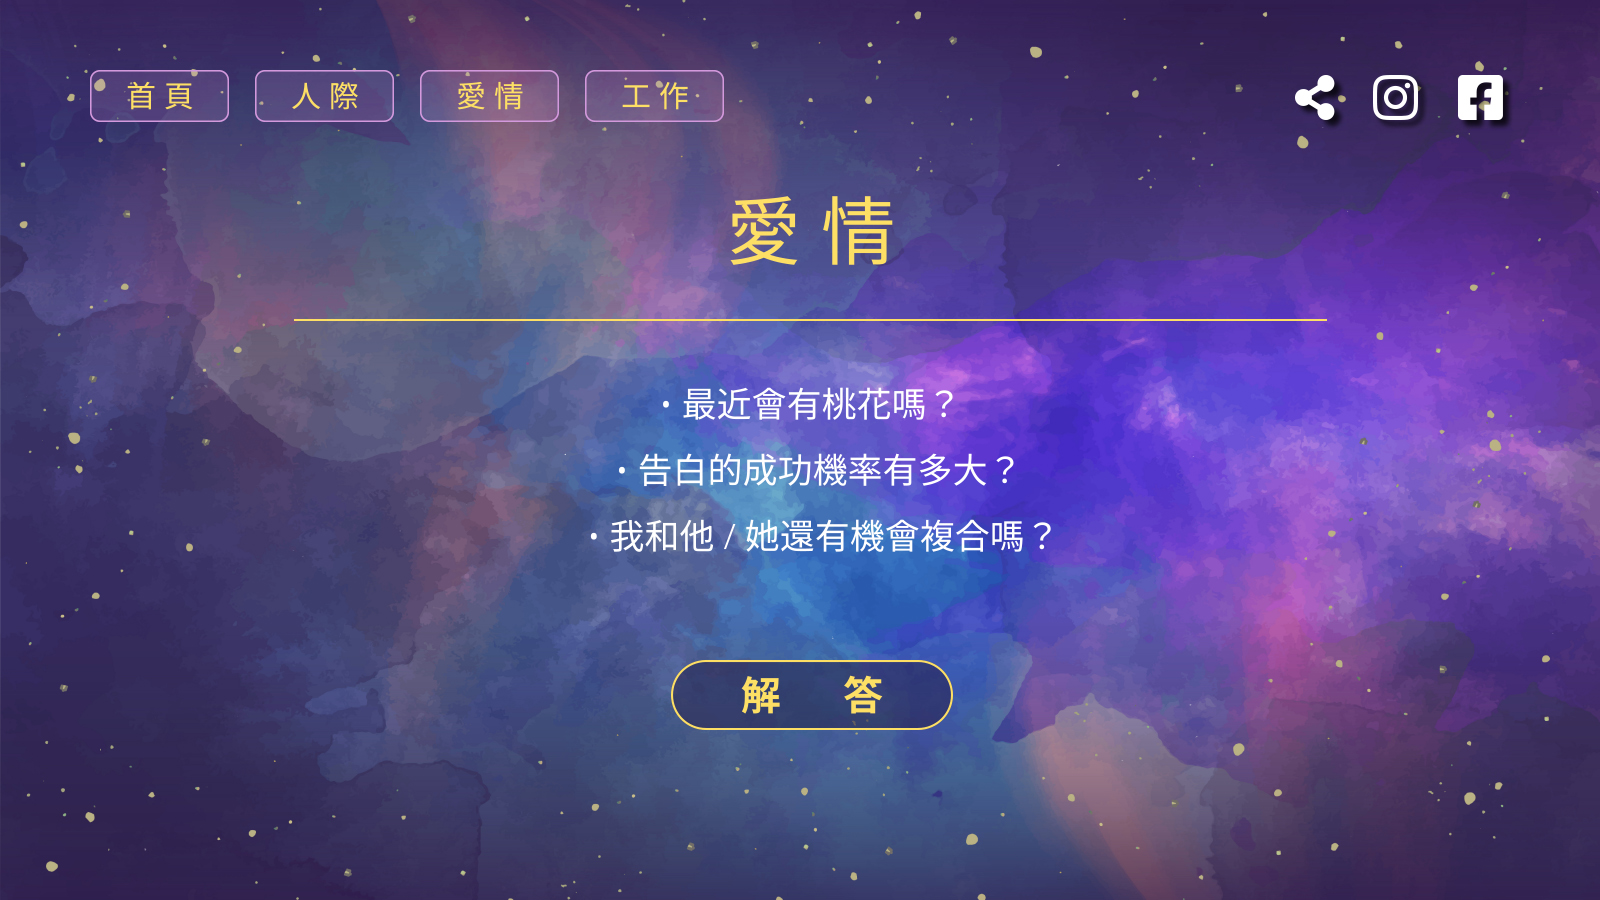 首頁
人際
愛情
工作
愛情
・最近會有桃花嗎？
・告白的成功機率有多大？
・我和他 / 她還有機會複合嗎？
解答